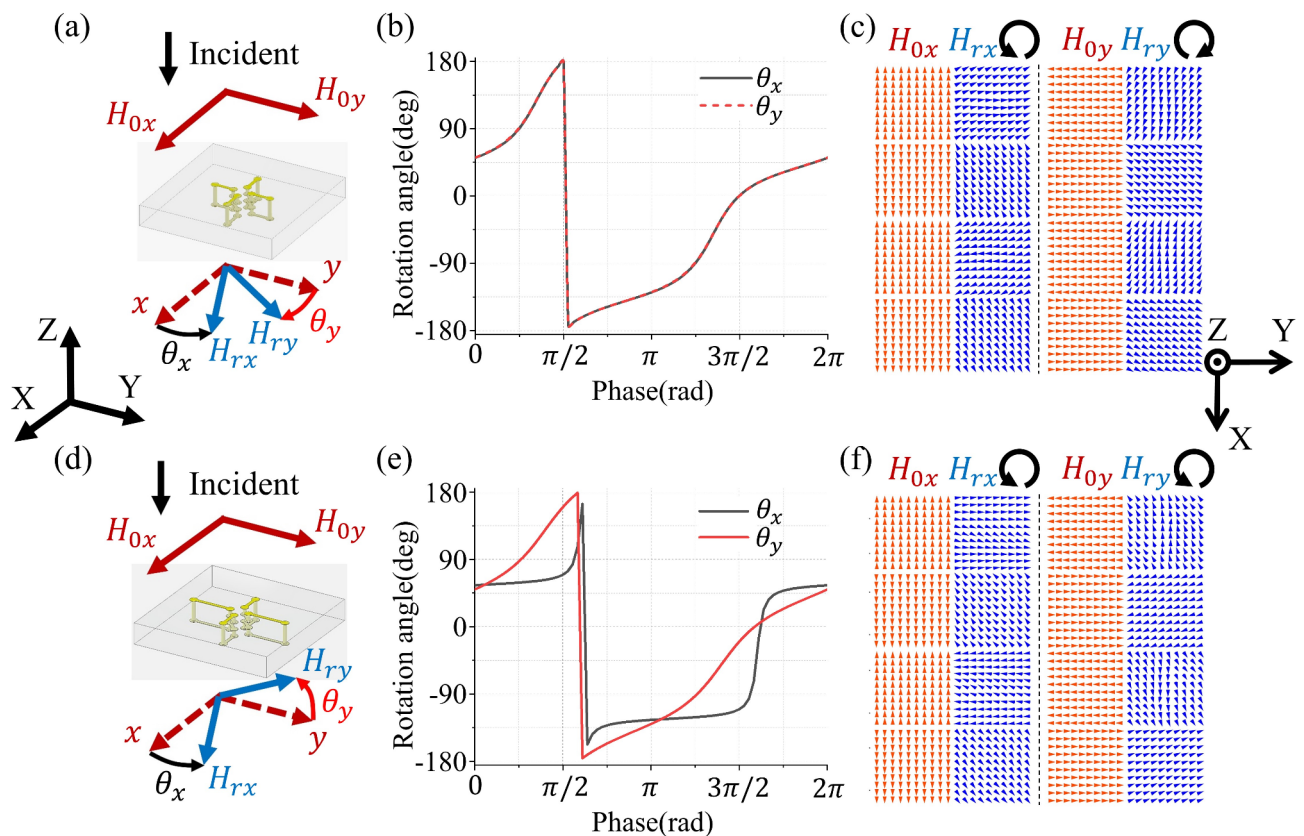 (a)
Incident
H0x
H0y
x
y
θx
Hrx
Hry
θy
Z
X
Y
(b)
Rotation angle(deg)
180
90
0
-90
-180
θx
θy
0
π/2
π
3π/2
2π
Phase(rad)
(c)
H0x Hrx H0y Hry
Z
Y
X
(d)
Incident
H0x
H0y
Hry
x
θy
y
θx
Hrx
(e)
Rotation angle(deg)
180
90
0
-90
-180
θx
θy
0
π/2
π
3π/2
2π
Phase(rad)
(f)
H0x Hrx H0y Hry